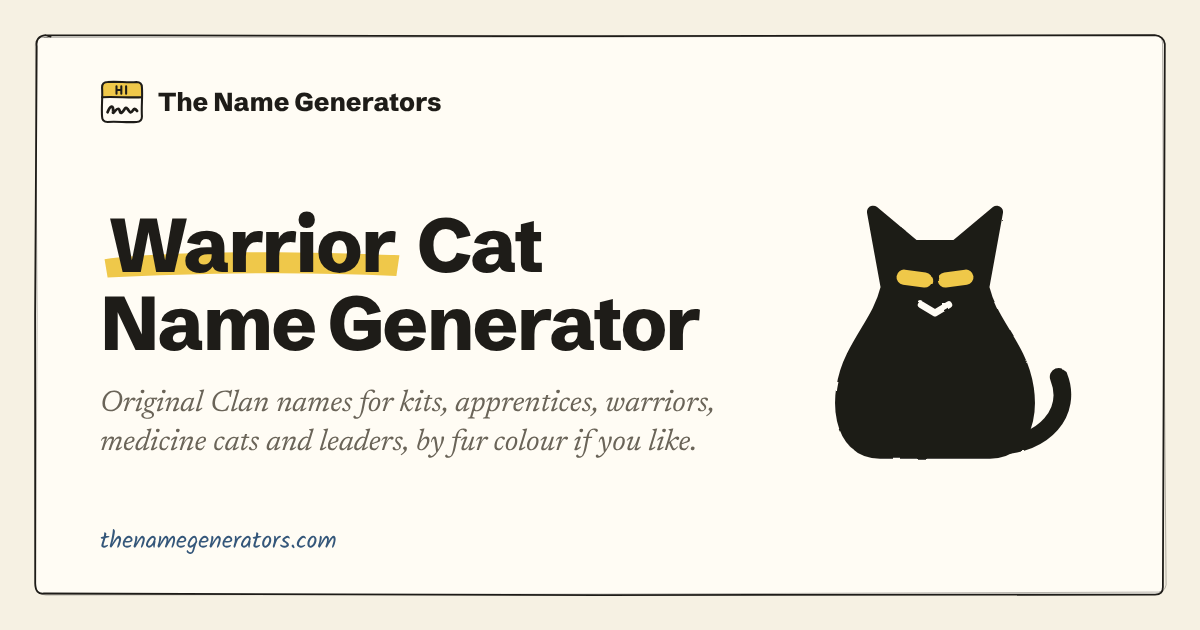 HI
The Name Generators
Warrior Cat
Name Generator
Original Clan names for kits, apprentices, warriors,
medicine cats and leaders, by fur colour if you like.
thenamegenerators.com